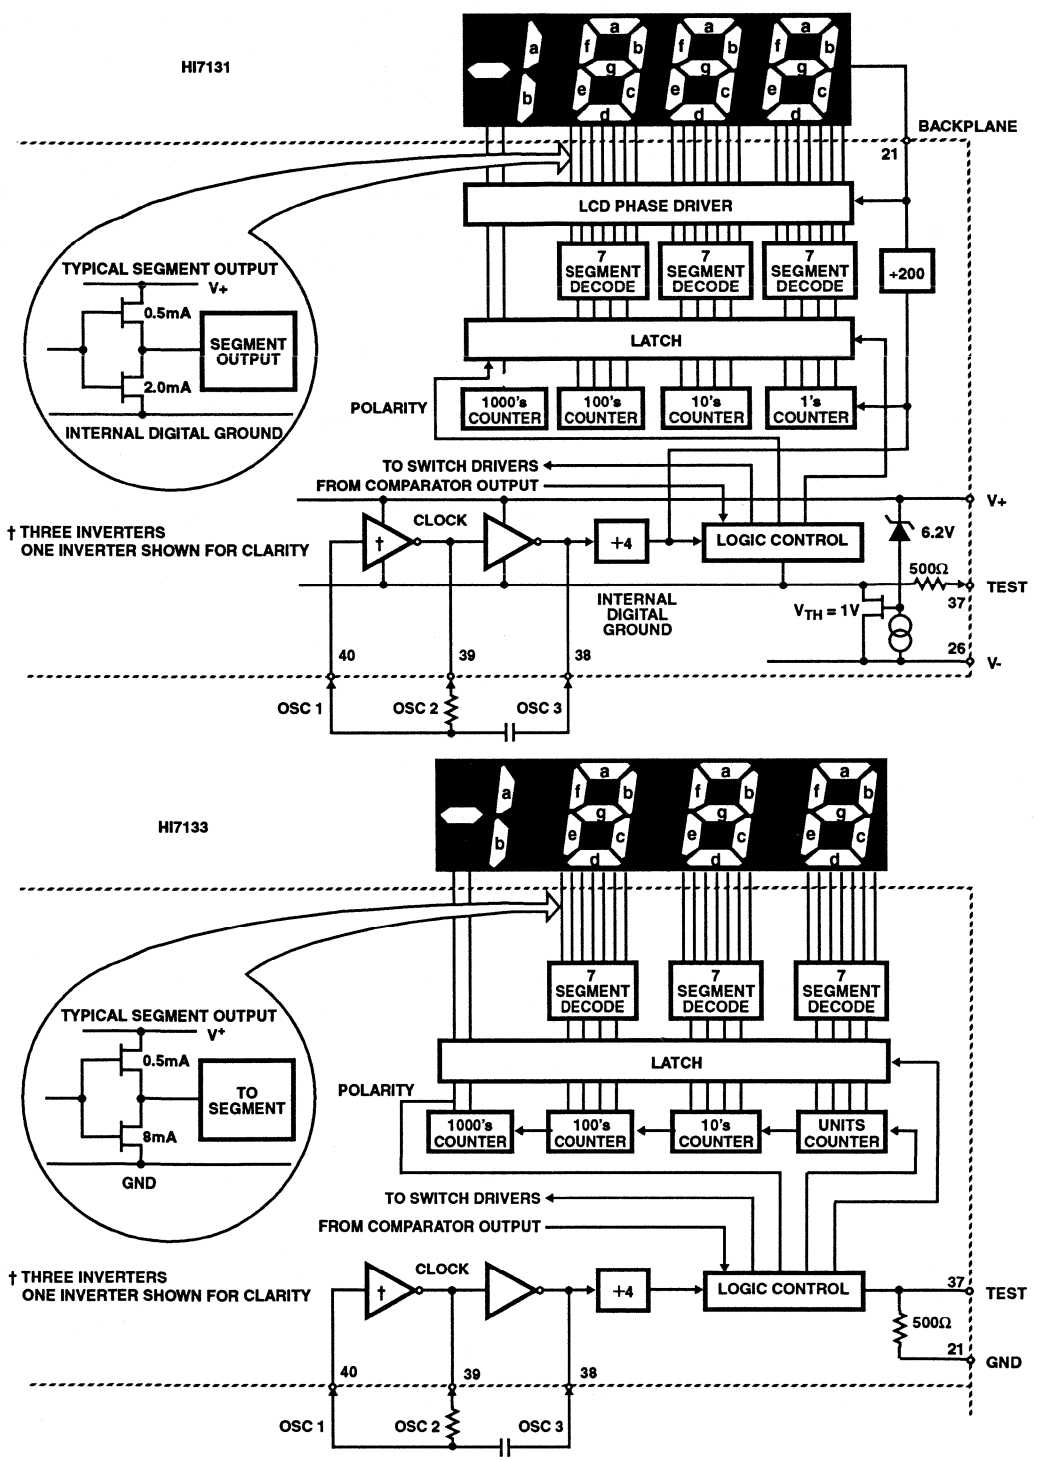 HI7131
a
b
a
f
b
g
e
c
d
a
f
b
g
e
c
d
a
f
b
g
e
c
d
BACKPLANE
21
LCD PHASE DRIVER
TYPICAL SEGMENT OUTPUT
V+
0.5mA
SEGMENT
OUTPUT
2.0mA
INTERNAL DIGITAL GROUND
7
SEGMENT
DECODE
7
SEGMENT
DECODE
7
SEGMENT
DECODE
÷200
LATCH
POLARITY
1000's
COUNTER
100's
COUNTER
10's
COUNTER
1's
COUNTER
TO SWITCH DRIVERS
FROM COMPARATOR OUTPUT
V+
† THREE INVERTERS
ONE INVERTER SHOWN FOR CLARITY
CLOCK
†
÷4
LOGIC CONTROL
6.2V
500Ω
TEST
37
INTERNAL
DIGITAL
GROUND
VTH = 1V
26
V-
40
39
38
OSC 1
OSC 2
OSC 3
HI7133
a
b
a
f
b
g
e
c
d
a
f
b
g
e
c
d
a
f
b
g
e
c
d
TYPICAL SEGMENT OUTPUT
V+
0.5mA
TO
SEGMENT
8mA
GND
7
SEGMENT
DECODE
7
SEGMENT
DECODE
7
SEGMENT
DECODE
LATCH
POLARITY
1000's
COUNTER
100's
COUNTER
10's
COUNTER
UNITS
COUNTER
TO SWITCH DRIVERS
FROM COMPARATOR OUTPUT
† THREE INVERTERS
ONE INVERTER SHOWN FOR CLARITY
CLOCK
†
÷4
LOGIC CONTROL
37
TEST
500Ω
21
GND
40
39
38
OSC 1
OSC 2
OSC 3